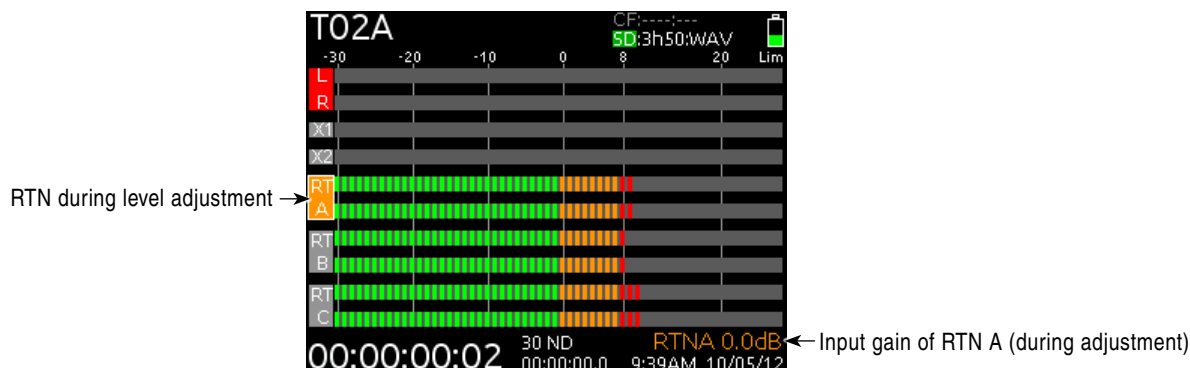 T02A
CF:----:---
SD:3h50:WAV
-30 -20 -10 0 8 20 Lim
L
R
X1
X2
RTN during level adjustment
RT
A
RT
B
RT
C
00:00:00:02
30 ND
RTNA 0.0dB
Input gain of RTN A (during adjustment)
00:00:00.0
9:39AM 10/05/12